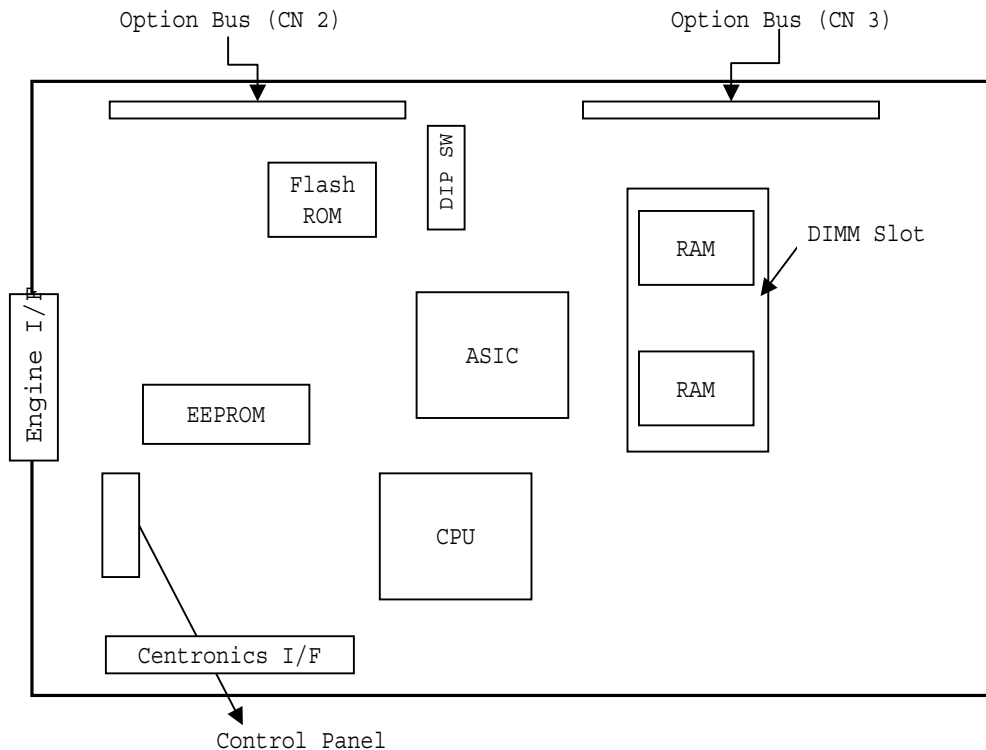 Option Bus (CN 2)
Option Bus (CN 3)
DIP SW
Flash
ROM
RAM
DIMM Slot
Engine I/F
ASIC
RAM
EEPROM
CPU
Centronics I/F
Control Panel